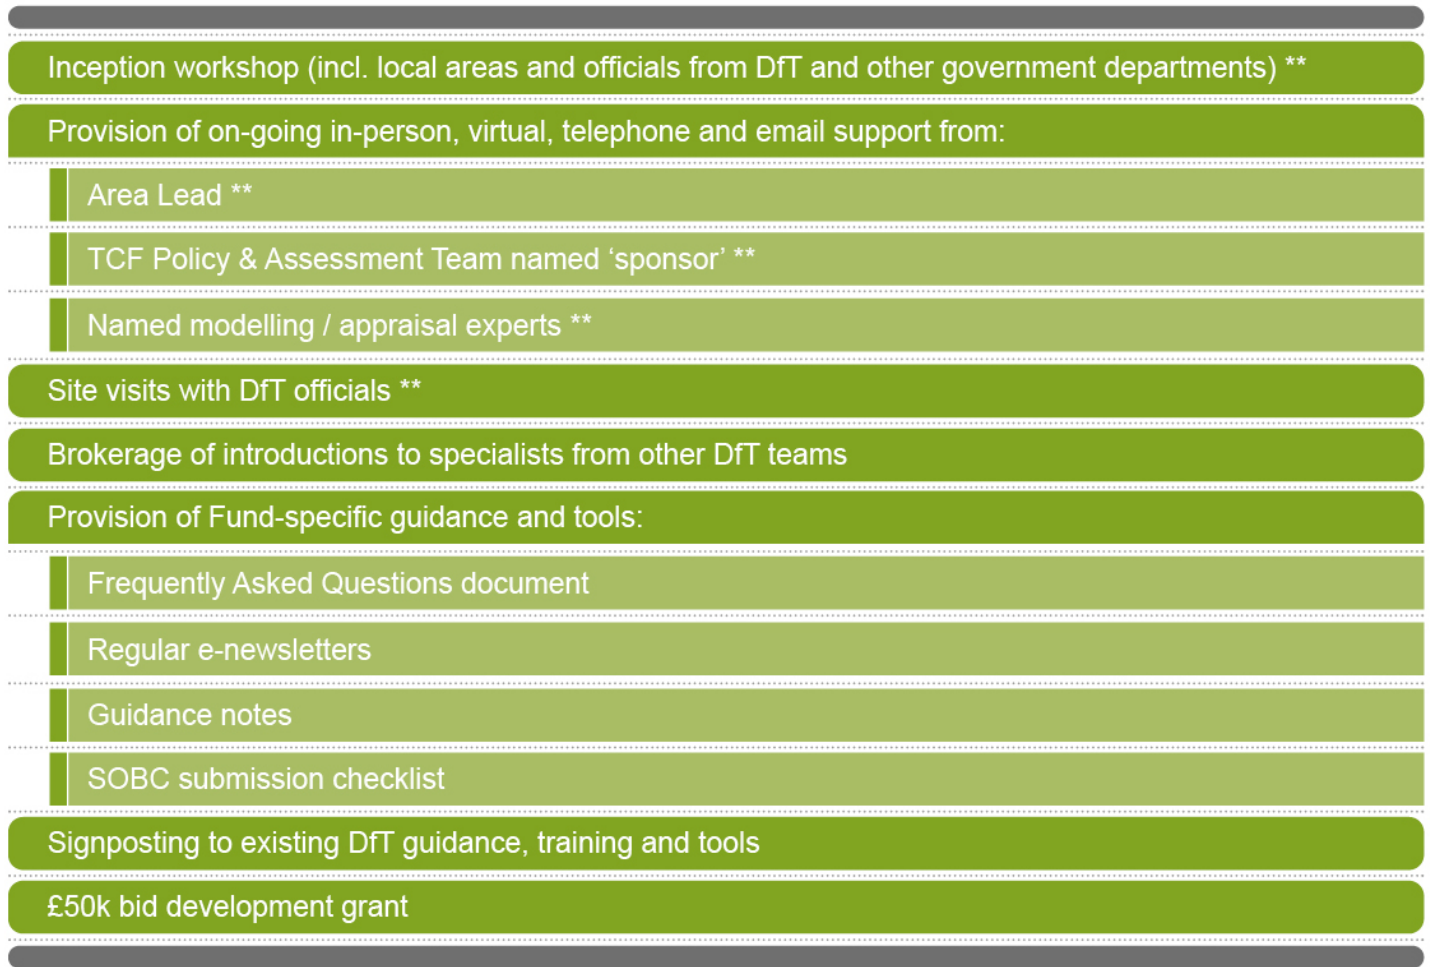 Inception workshop (incl. local areas and officials from DfT and other government departments) **
Provision of on-going in-person, virtual, telephone and email support from:
Area Lead **
TCF Policy & Assessment Team named ‘sponsor’ **
Named modelling / appraisal experts **
Site visits with DfT officials **
Brokerage of introductions to specialists from other DfT teams
Provision of Fund-specific guidance and tools:
Frequently Asked Questions document
Regular e-newsletters
Guidance notes
SOBC submission checklist
Signposting to existing DfT guidance, training and tools
£50k bid development grant